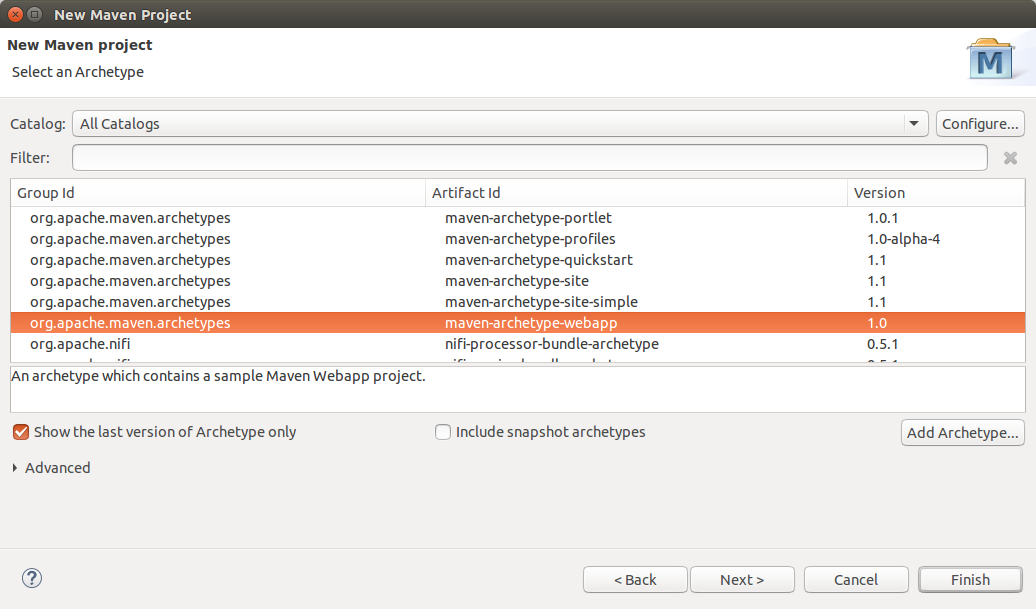 New Maven Project
New Maven project
Select an Archetype
M
Catalog: All Catalogs Configure...
Filter:
Group Id Artifact Id Version
org.apache.maven.archetypes maven-archetype-portlet 1.0.1
org.apache.maven.archetypes maven-archetype-profiles 1.0-alpha-4
org.apache.maven.archetypes maven-archetype-quickstart 1.1
org.apache.maven.archetypes maven-archetype-site 1.1
org.apache.maven.archetypes maven-archetype-site-simple 1.1
org.apache.maven.archetypes maven-archetype-webapp 1.0
org.apache.nifi nifi-processor-bundle-archetype 0.5.1
An archetype which contains a sample Maven Webapp project.
Show the last version of Archetype only Include snapshot archetypes Add Archetype...
Advanced
? < Back Next > Cancel Finish